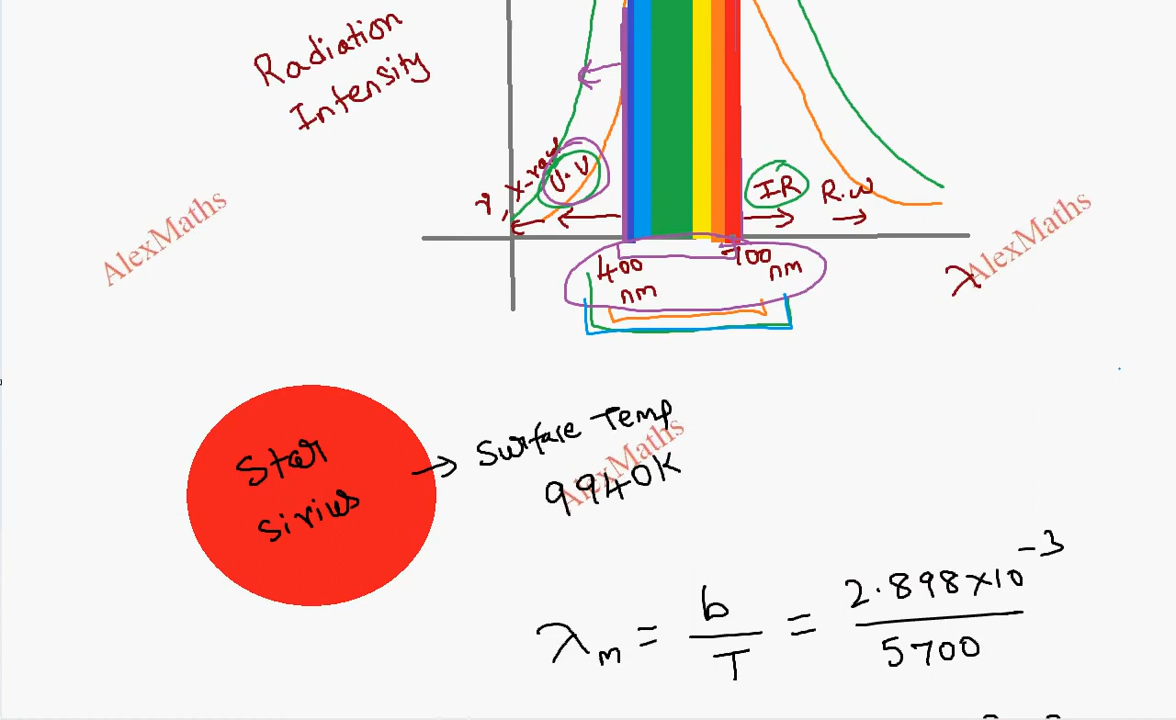 Radiation
Intensity
γ, X-ray
U.V
IR
R.W
400
nm
700
nm
λ
AlexMaths
AlexMaths
Star
Sirius
→ Surface Temp
9940K
AlexMaths
λm = b/T = 2.898×10⁻³/5700